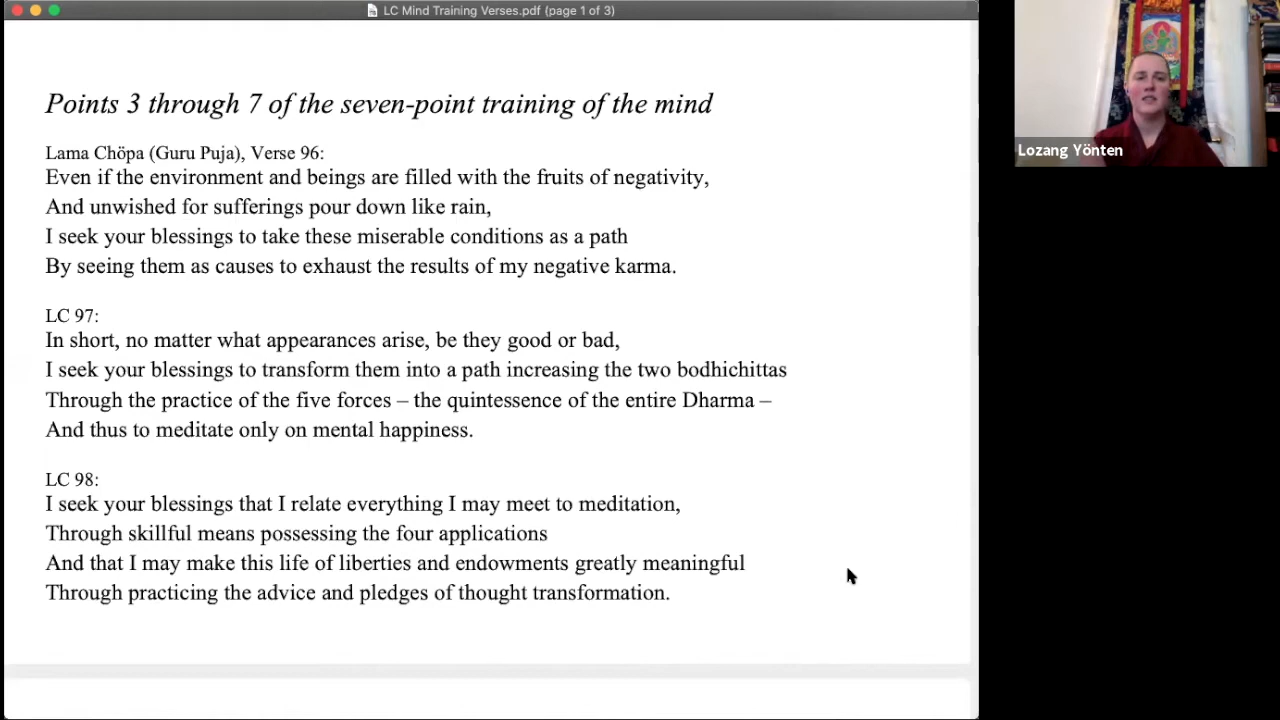 LC Mind Training Verses.pdf (page 1 of 3)
Points 3 through 7 of the seven-point training of the mind
Lama Chöpa (Guru Puja), Verse 96:
Even if the environment and beings are filled with the fruits of negativity,
And unwished for sufferings pour down like rain,
I seek your blessings to take these miserable conditions as a path
By seeing them as causes to exhaust the results of my negative karma.
LC 97:
In short, no matter what appearances arise, be they good or bad,
I seek your blessings to transform them into a path increasing the two bodhichittas
Through the practice of the five forces – the quintessence of the entire Dharma –
And thus to meditate only on mental happiness.
LC 98:
I seek your blessings that I relate everything I may meet to meditation,
Through skillful means possessing the four applications
And that I may make this life of liberties and endowments greatly meaningful
Through practicing the advice and pledges of thought transformation.
Lozang Yönten